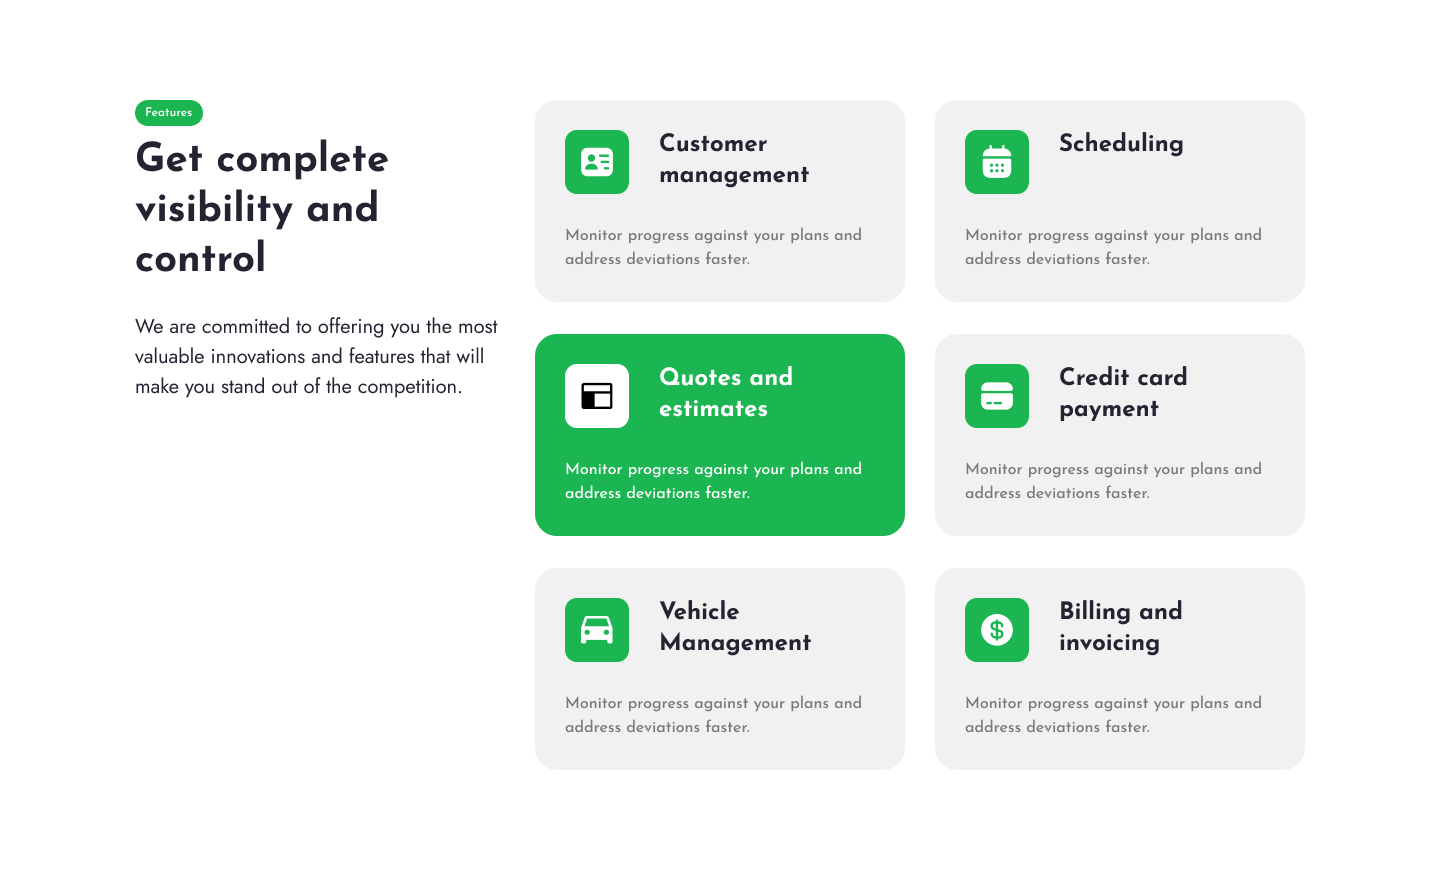 Features
Get complete
visibility and
control
We are committed to offering you the most
valuable innovations and features that will
make you stand out of the competition.
Customer
management
Monitor progress against your plans and
address deviations faster.
Scheduling
Monitor progress against your plans and
address deviations faster.
Quotes and
estimates
Monitor progress against your plans and
address deviations faster.
Credit card
payment
Monitor progress against your plans and
address deviations faster.
Vehicle
Management
Monitor progress against your plans and
address deviations faster.
Billing and
invoicing
Monitor progress against your plans and
address deviations faster.